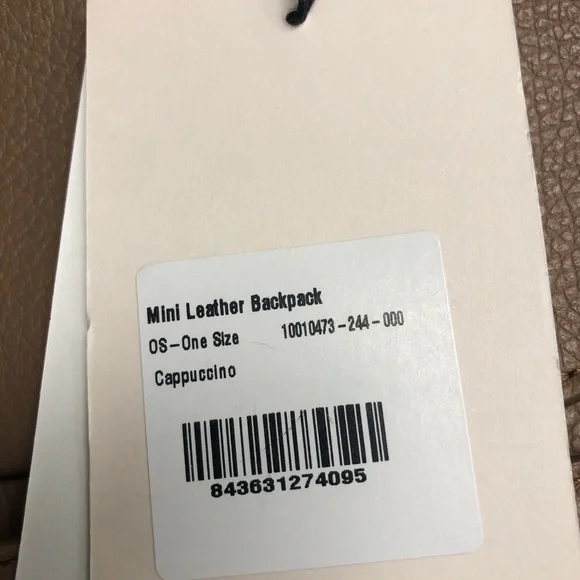 Mini Leather Backpack
OS-One Size 10010473-244-000
Cappuccino
843631274095